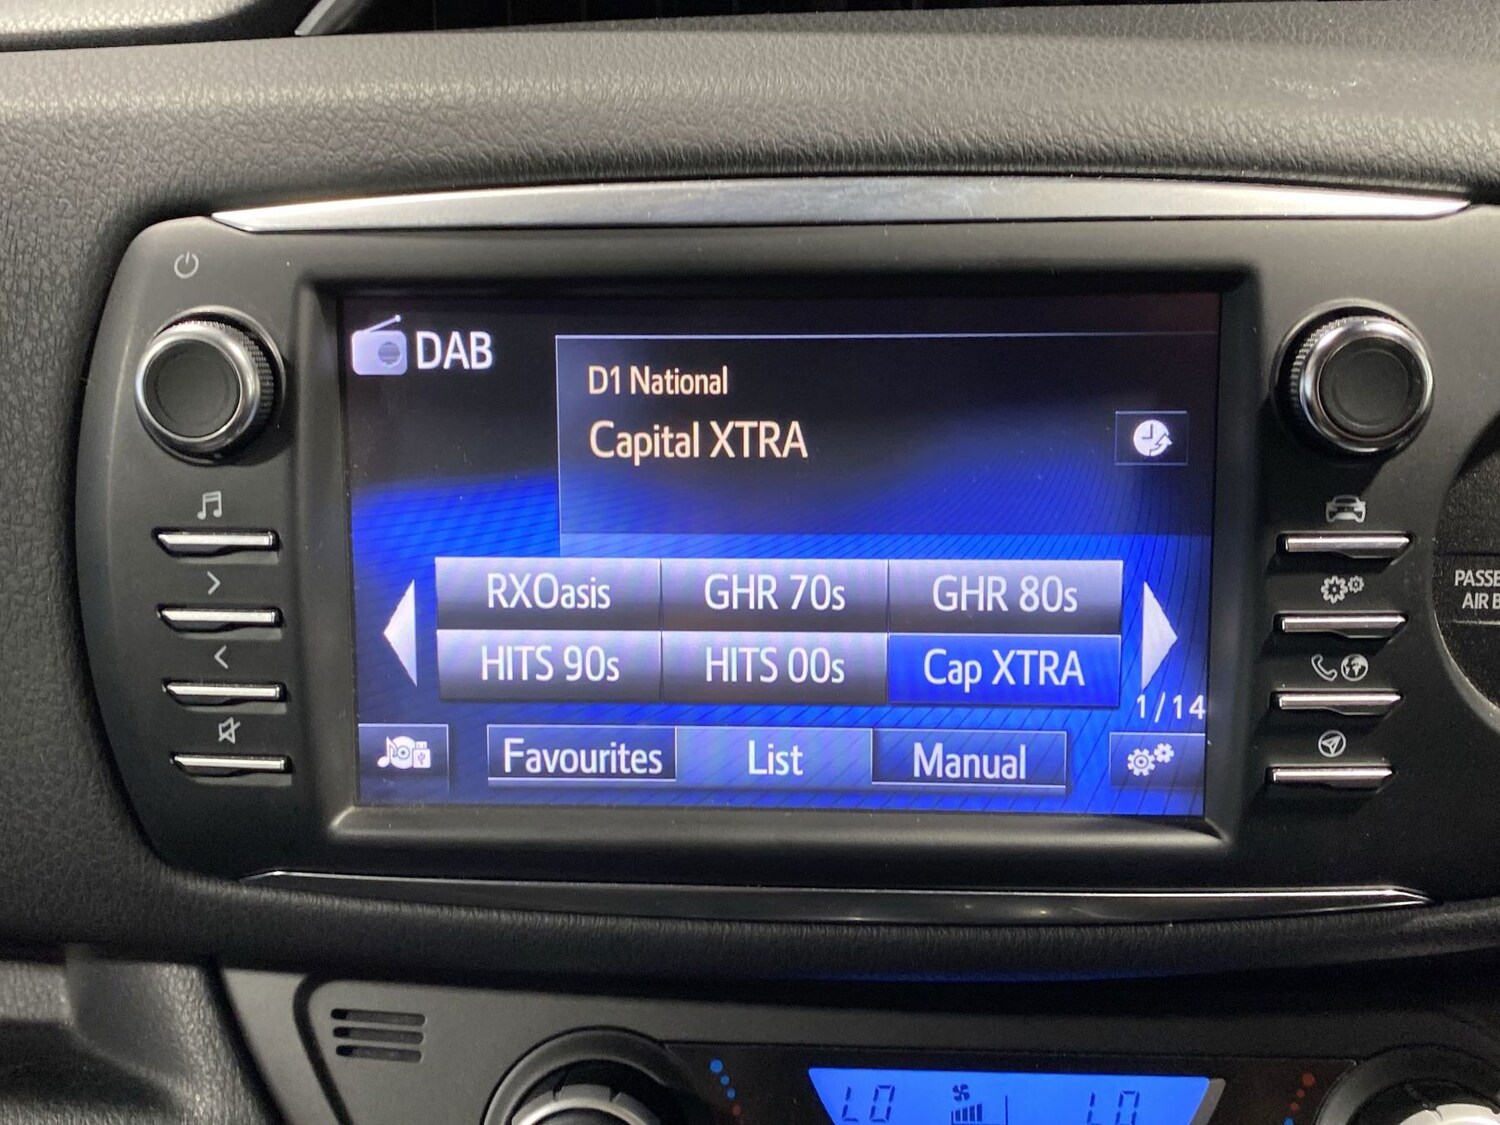 DAB
D1 National
Capital XTRA
RXOasis GHR 70s GHR 80s
HITS 90s HITS 00s Cap XTRA
1/14
Favourites List Manual
PASSE
AIR B
LO LO